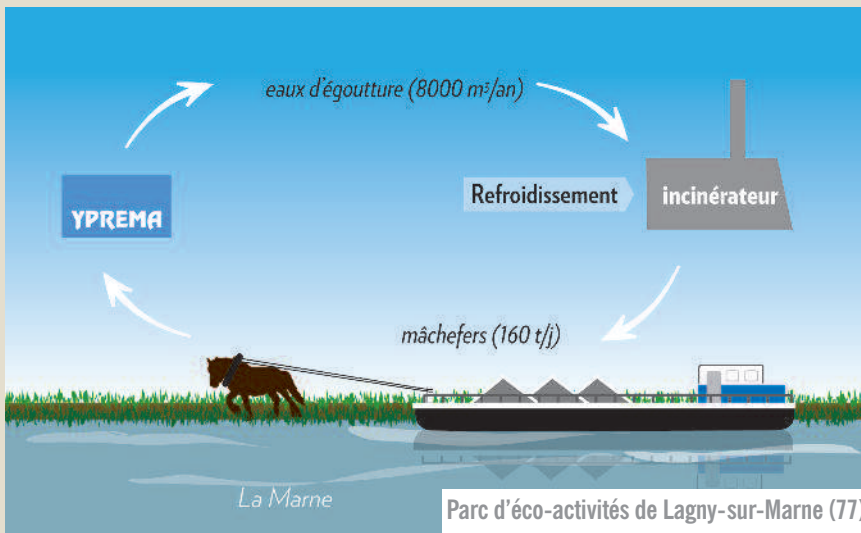 eaux d'égoutture (8000 m³/an)
YPREMA
Refroidissement
incinérateur
mâchefers (160 t/j)
La Marne
Parc d'éco-activités de Lagny-sur-Marne (77)